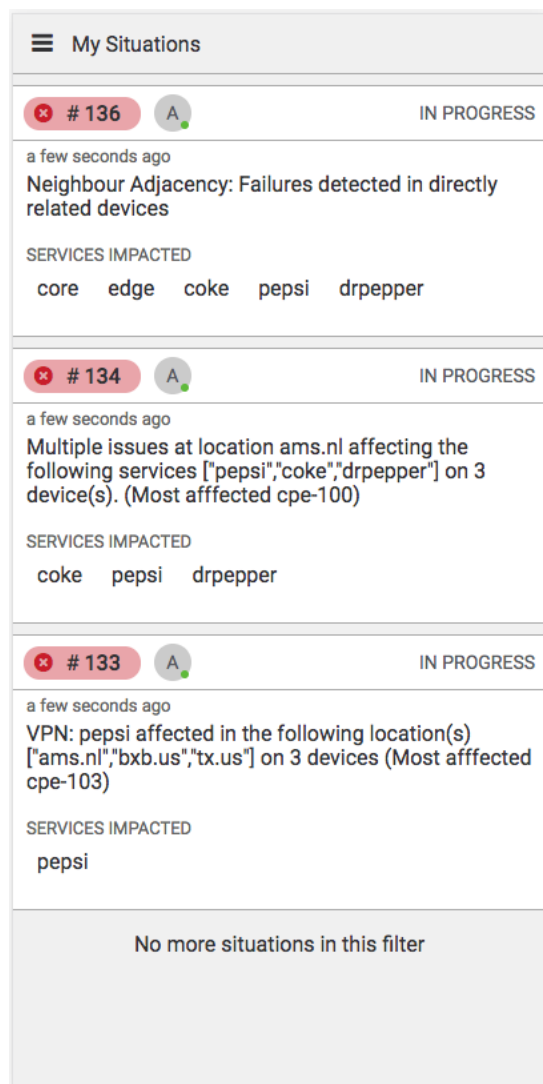 My Situations
# 136 A IN PROGRESS
a few seconds ago
Neighbour Adjacency: Failures detected in directly
related devices
SERVICES IMPACTED
core edge coke pepsi drpepper
# 134 A IN PROGRESS
a few seconds ago
Multiple issues at location ams.nl affecting the
following services ["pepsi","coke","drpepper"] on 3
device(s). (Most afffected cpe-100)
SERVICES IMPACTED
coke pepsi drpepper
# 133 A IN PROGRESS
a few seconds ago
VPN: pepsi affected in the following location(s)
["ams.nl","bxb.us","tx.us"] on 3 devices (Most afffected
cpe-103)
SERVICES IMPACTED
pepsi
No more situations in this filter